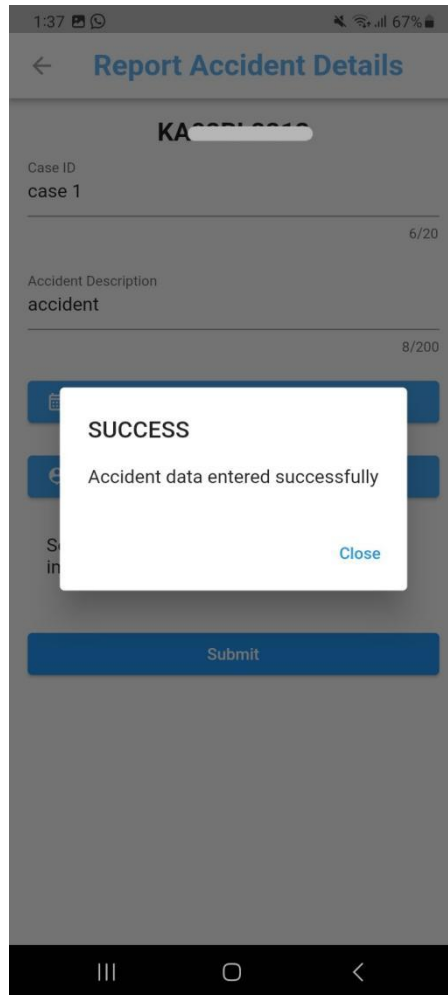 1:37 67%
Report Accident Details
KA
Case ID
case 1
6/20
Accident Description
accident
8/200
SUCCESS
Accident data entered successfully
Close
Submit